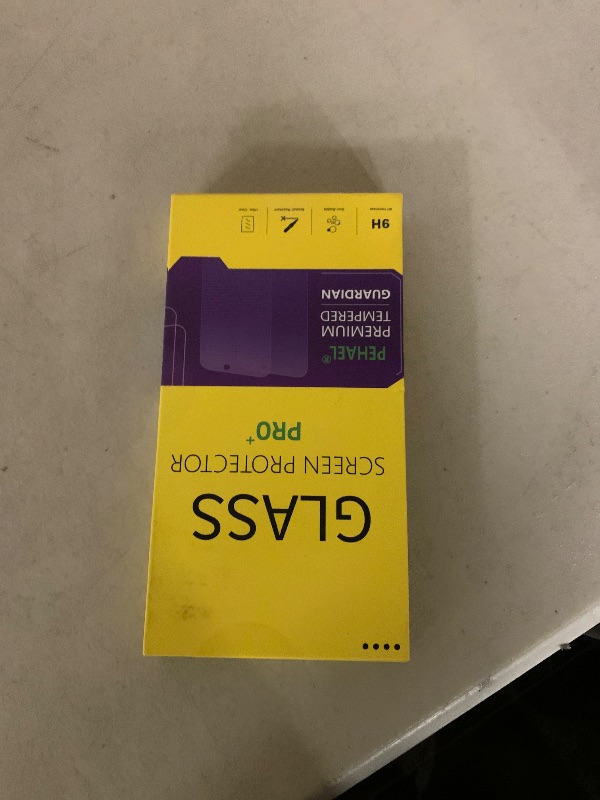 GLASS
SCREEN PROTECTOR
PRO+
PEHAEL®
PREMIUM
TEMPERED
GUARDIAN
9H